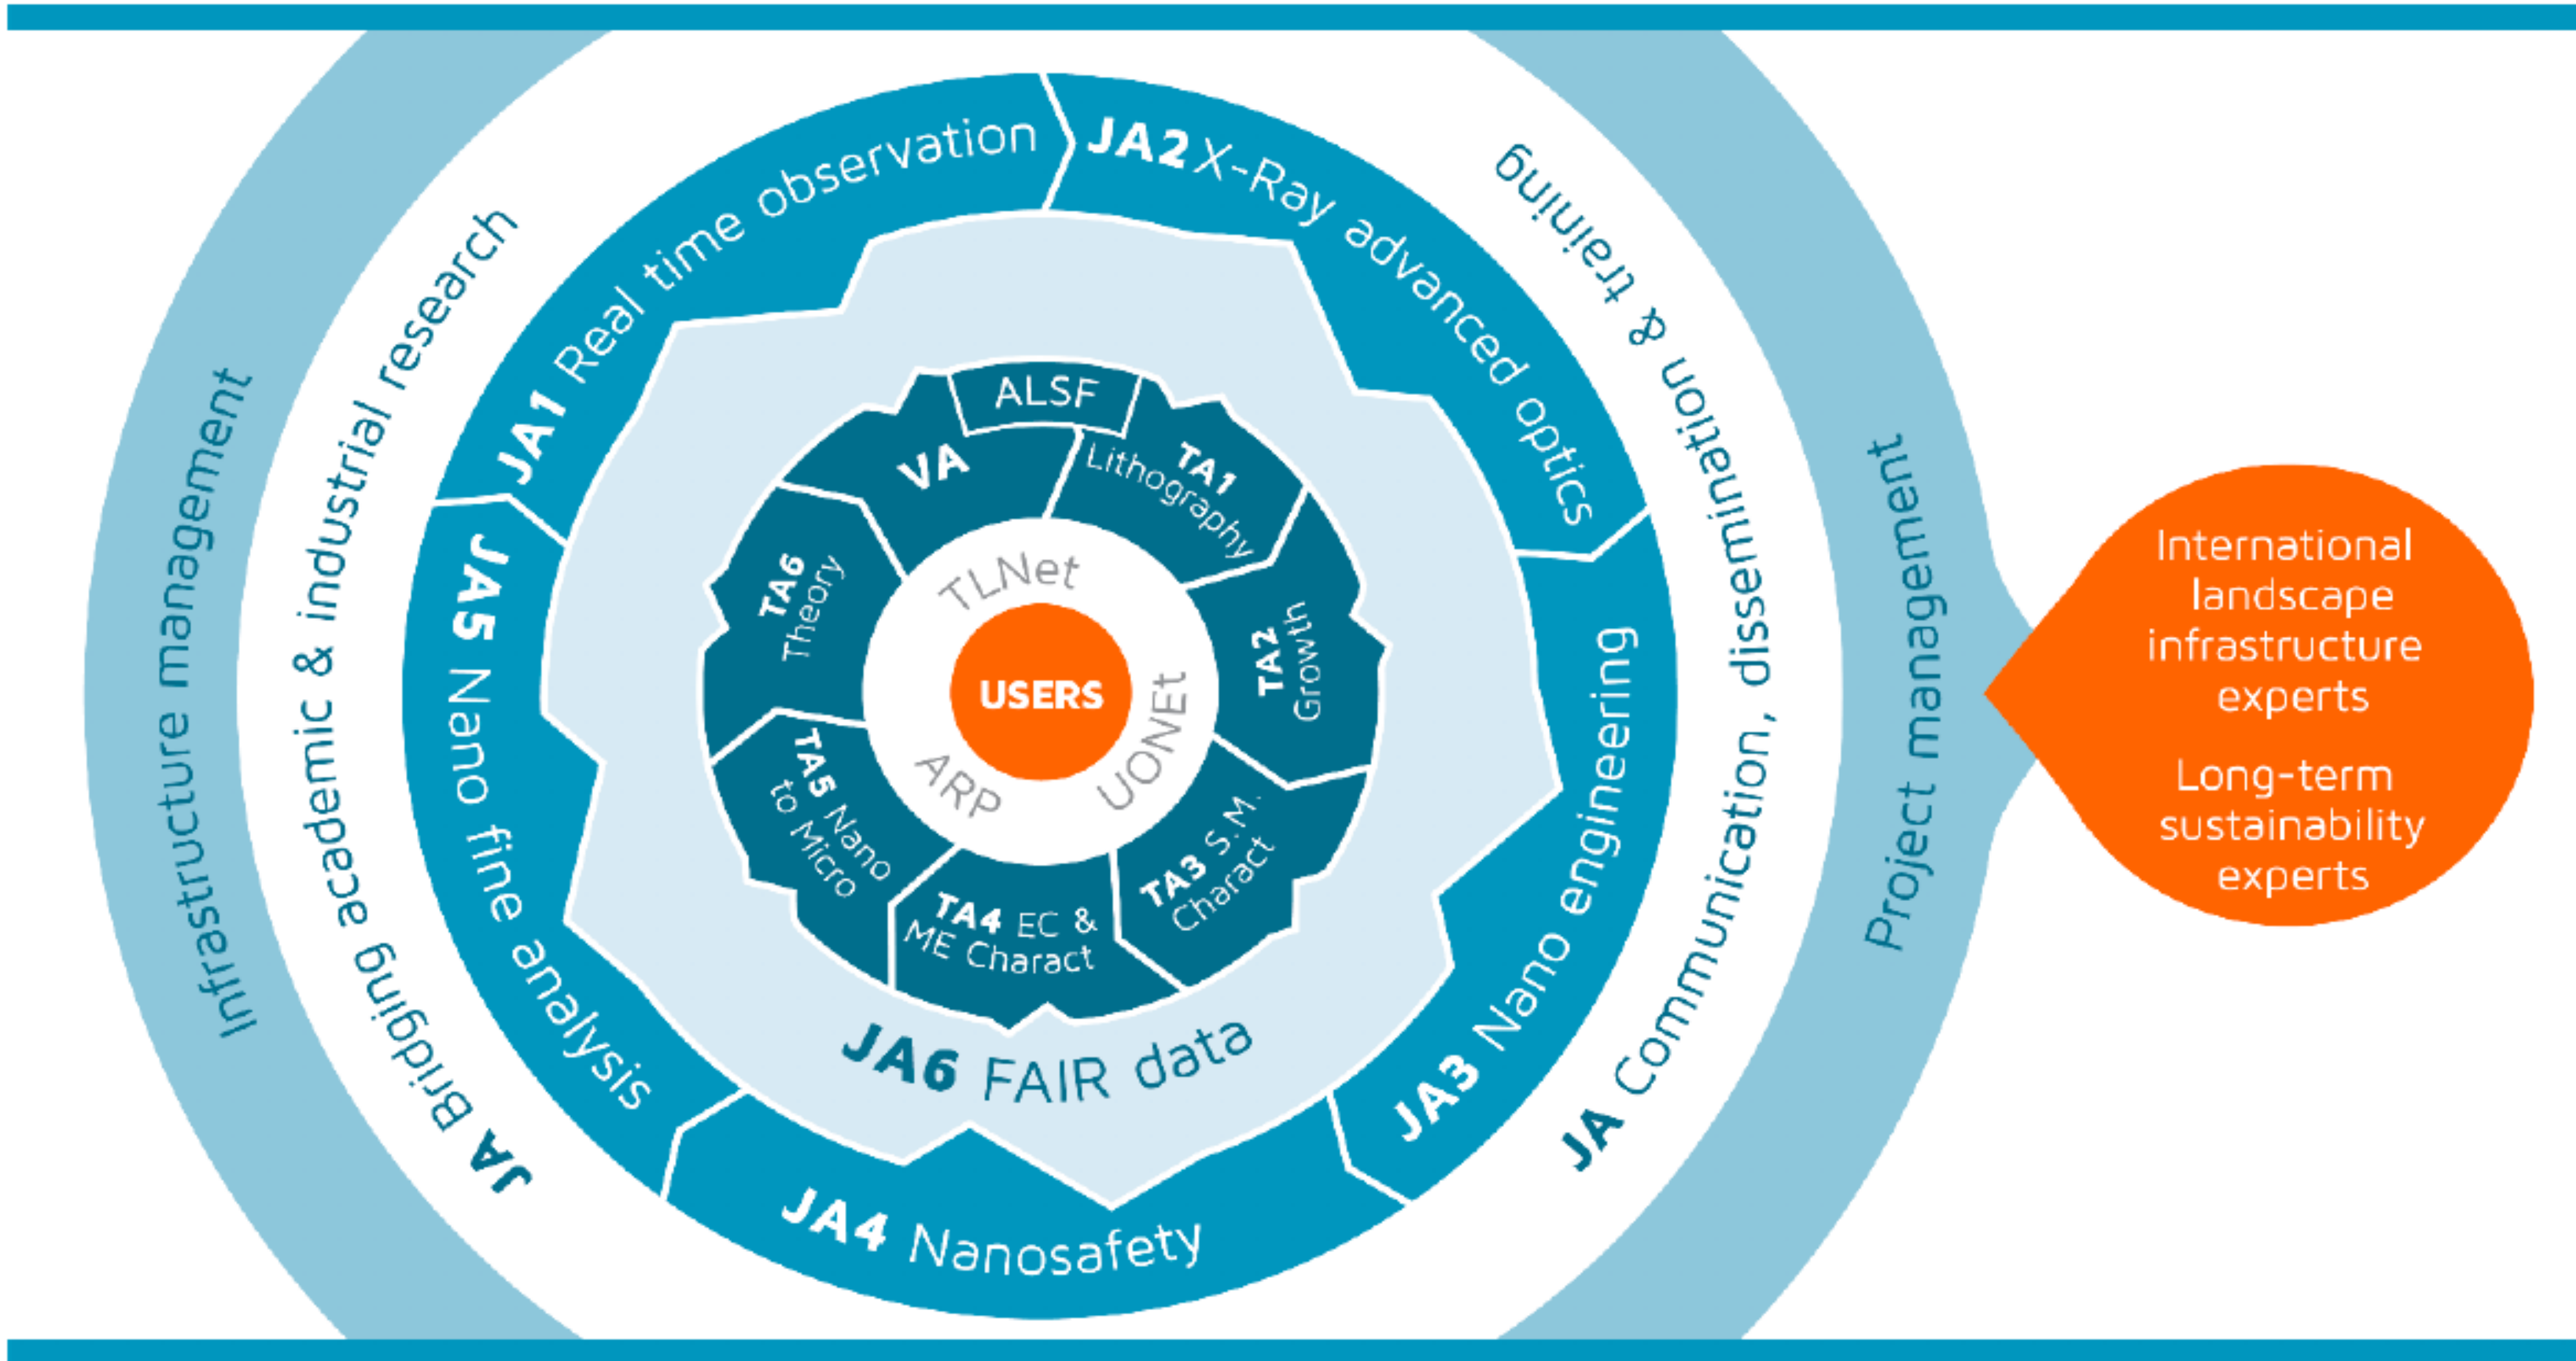 Infrastructure management
JA Bridging academic & industrial research
JA1 Real time observation
JA2 X-Ray advanced optics
JA3 Nano engineering
JA4 Nanosafety
JA5 Nano fine analysis
JA6 FAIR data
ALSF
VA
TA1
Lithography
TA2
Growth
TA3 S.M.
Charact
TA4 EC &
ME Charact
TA5 Nano
to Micro
TA6
Theory
TLNet
UONEt
ARP
USERS
JA Communication, dissemination & training
Project management
International
landscape
infrastructure
experts
Long-term
sustainability
experts